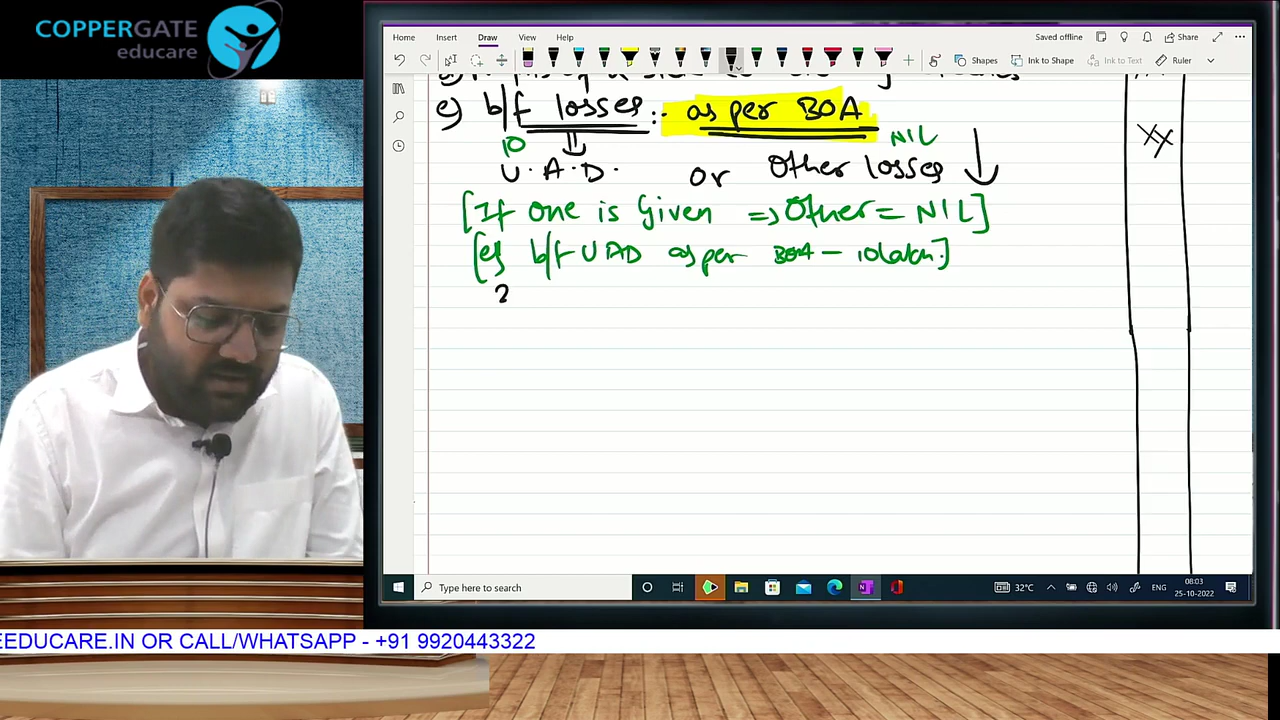 COPPERGATE
educare
Home Insert Draw View Help
Saved offline
Share
Shapes
Ink to Shape
Ink to Text
Ruler
e) b/f losses :- as per BOA
10
NIL
XX
U.A.D. or Other losses
[If One is Given => Other = NIL]
[eg b/f UAD as per BOA - 10lakh.]
2
Type here to search
32°C
ENG
08:03
25-10-2022
EEDUCARE.IN OR CALL/WHATSAPP - +91 9920443322